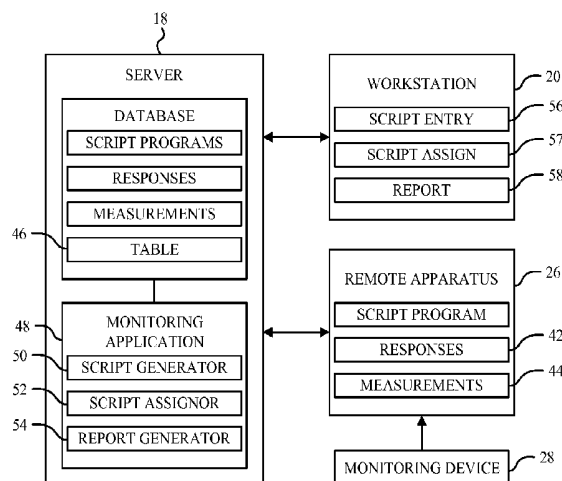 18
SERVER
DATABASE
SCRIPT PROGRAMS
RESPONSES
MEASUREMENTS
46
TABLE
48
MONITORING
APPLICATION
50
SCRIPT GENERATOR
52
SCRIPT ASSIGNOR
54
REPORT GENERATOR
WORKSTATION
20
SCRIPT ENTRY
56
SCRIPT ASSIGN
57
REPORT
58
REMOTE APPARATUS
26
SCRIPT PROGRAM
RESPONSES
42
MEASUREMENTS
44
MONITORING DEVICE
28